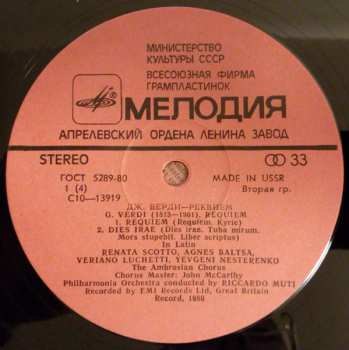 МИНИСТЕРСТВО
КУЛЬТУРЫ СССР
ВСЕСОЮЗНАЯ ФИРМА
ГРАМПЛАСТИНОК
МЕЛОДИЯ
АПРЕЛЕВСКИЙ ОРДЕНА ЛЕНИНА ЗАВОД
STEREO 33
ГОСТ 5289-80 MADE IN USSR
1 (4) Вторая гр.
С10—13919
ДЖ. ВЕРДИ—РЕКВИЕМ
G. VERDI (1813—1901). REQUIEM
1. REQUIEM (Requiem. Kyrie)
2. DIES IRAE (Dies irae. Tuba mirum.
Mors stupebit. Liber scriptus)
In Latin
RENATA SCOTTO, AGNES BALTSA,
VERIANO LUCHETTI, YEVGENI NESTERENKO
The Ambrosian Chorus
Chorus Master: John McCarthy
Philharmonia Orchestra conducted by RICCARDO MUTI
Recorded by EMI Records Ltd, Great Britain
Record, 1980